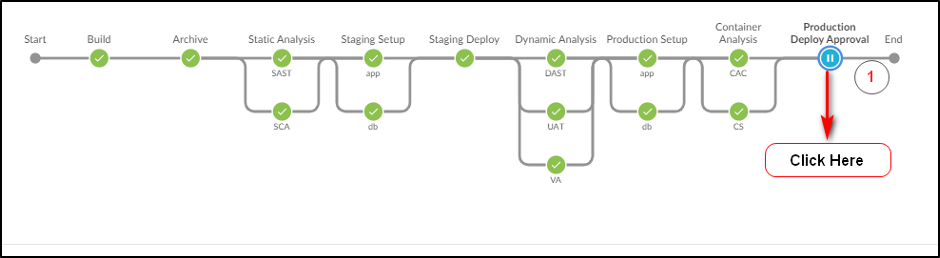 Start
Build
Archive
Static Analysis
Staging Setup
Staging Deploy
Dynamic Analysis
Production Setup
Container
Analysis
Production
Deploy Approval
End
SAST
app
DAST
app
CAC
1
SCA
db
UAT
db
CS
Click Here
VA